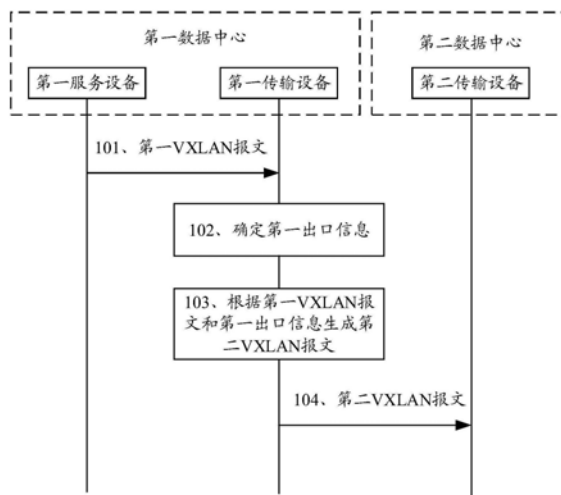 第一数据中心
第二数据中心
第一服务设备
第一传输设备
第二传输设备
101、第一VXLAN报文
102、确定第一出口信息
103、根据第一VXLAN报
文和第一出口信息生成第
二VXLAN报文
104、第二VXLAN报文